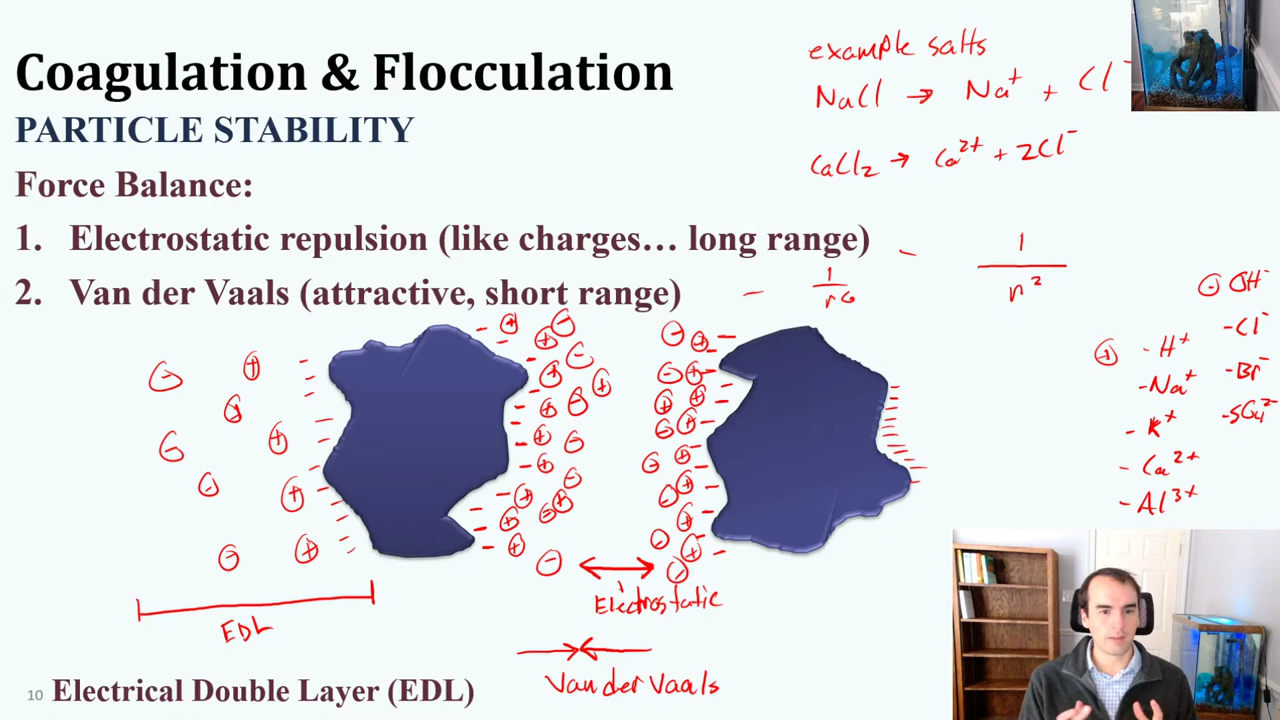 Coagulation & Flocculation
PARTICLE STABILITY
Force Balance:
1. Electrostatic repulsion (like charges… long range)
2. Van der Vaals (attractive, short range)
example salts
NaCl → Na⁺ + Cl⁻
CaCl₂ → Ca²⁺ + 2Cl⁻
- 1/r²
- 1/r⁶
⊖ OH⁻
-Cl⁻
-Br⁻
-SO₄²⁻
⊕ - H⁺
-Na⁺
- K⁺
- Ca²⁺
- Al³⁺
EDL
Electrostatic
Van der Vaals
10 Electrical Double Layer (EDL)